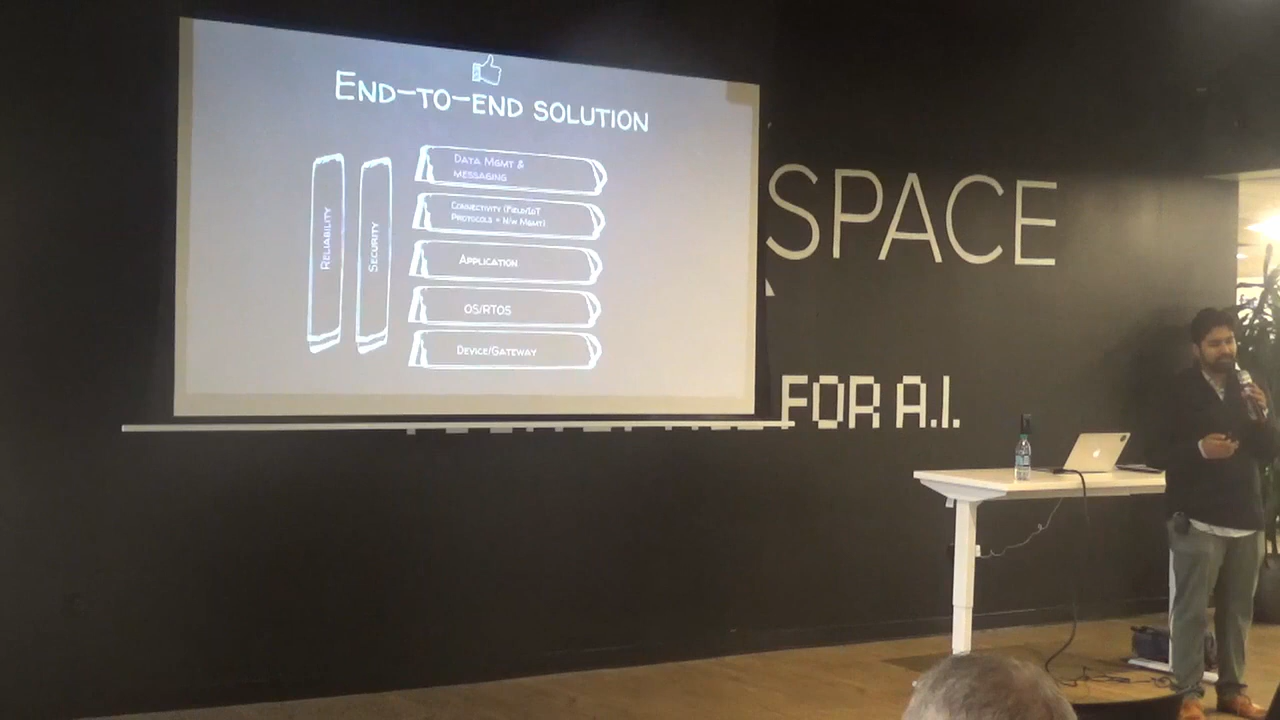 END-TO-END SOLUTION
RELIABILITY
SECURITY
DATA MGMT &
MESSAGING
CONNECTIVITY (FIELD/IOT
PROTOCOLS + N/W MGMT)
APPLICATION
OS/RTOS
DEVICE/GATEWAY
SPACE
FOR A.I.